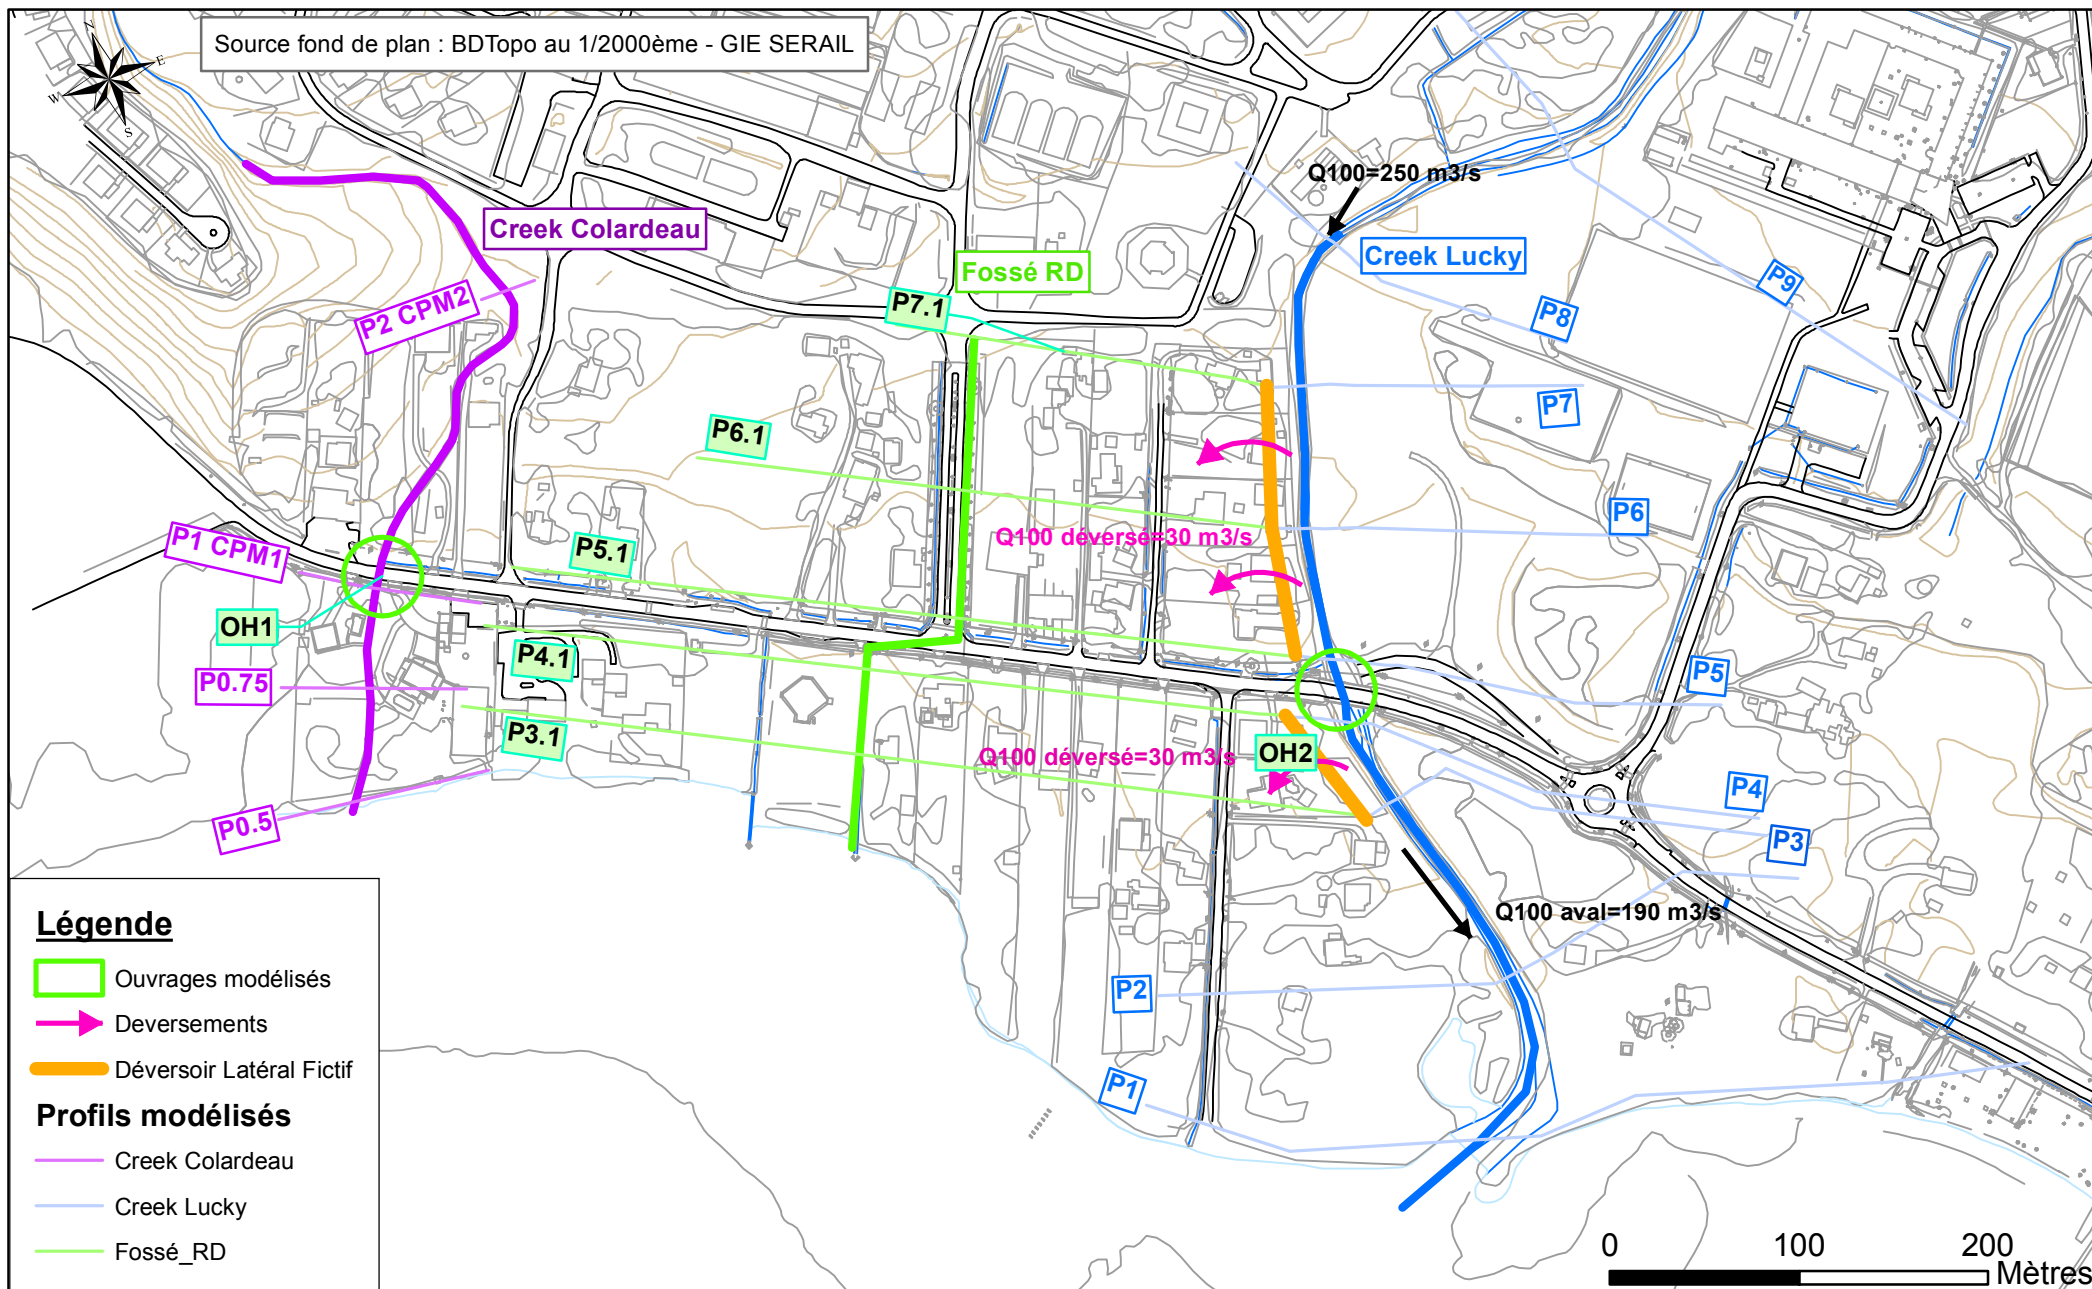 Source fond de plan : BDTopo au 1/2000ème - GIE SERAIL
N
E
W
S
Q100=250 m3/s
Creek Colardeau
Creek Lucky
Fossé RD
P9
P2 CPM2
P7.1
P8
P7
P6.1
P6
Q100 déversé=30 m3/s
P1 CPM1
P5.1
OH1
P4.1
P5
P0.75
P3.1
Q100 déversé=30 m3/s
OH2
P4
P0.5
P3
Q100 aval=190 m3/s
P2
P1
Légende
Ouvrages modélisés
Deversements
Déversoir Latéral Fictif
Profils modélisés
Creek Colardeau
Creek Lucky
Fossé_RD
0 100 200
Mètres